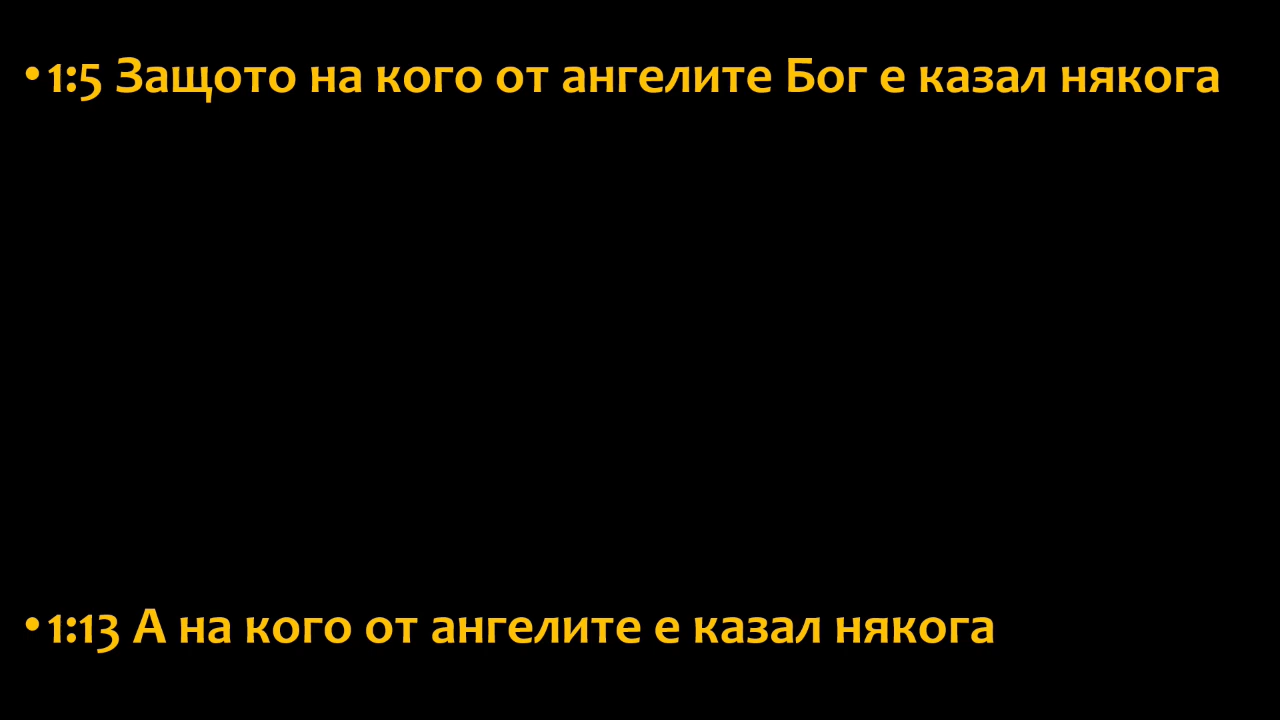 •1:5 Защото на кого от ангелите Бог е казал някога
•1:13 А на кого от ангелите е казал някога